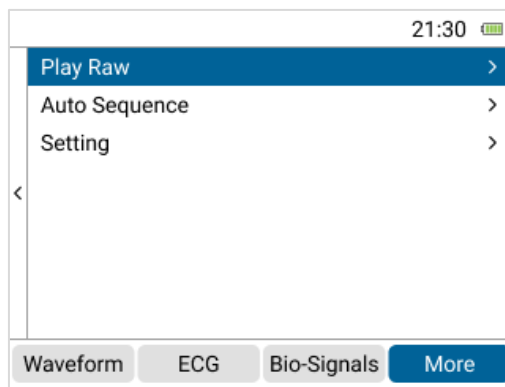 21:30
Play Raw
Auto Sequence
Setting
Waveform ECG Bio-Signals More